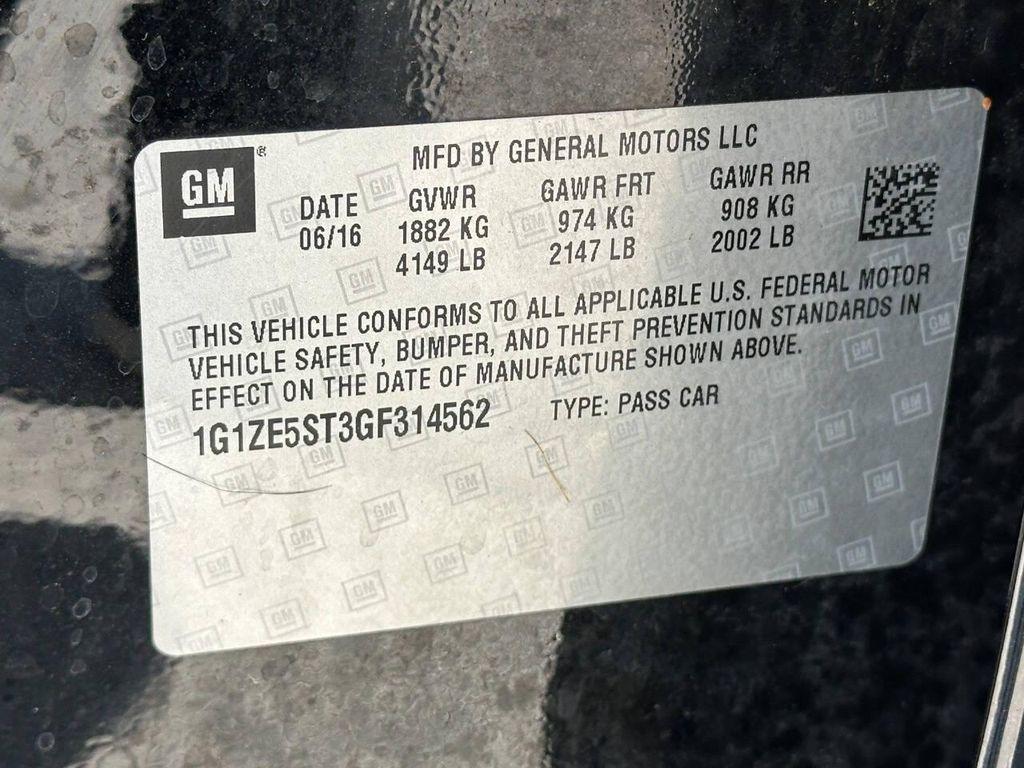 MFD BY GENERAL MOTORS LLC
GM®
DATE GVWR GAWR FRT GAWR RR
06/16 1882 KG 974 KG 908 KG
4149 LB 2147 LB 2002 LB
THIS VEHICLE CONFORMS TO ALL APPLICABLE U.S. FEDERAL MOTOR
VEHICLE SAFETY, BUMPER, AND THEFT PREVENTION STANDARDS IN
EFFECT ON THE DATE OF MANUFACTURE SHOWN ABOVE.
1G1ZE5ST3GF314562 TYPE: PASS CAR